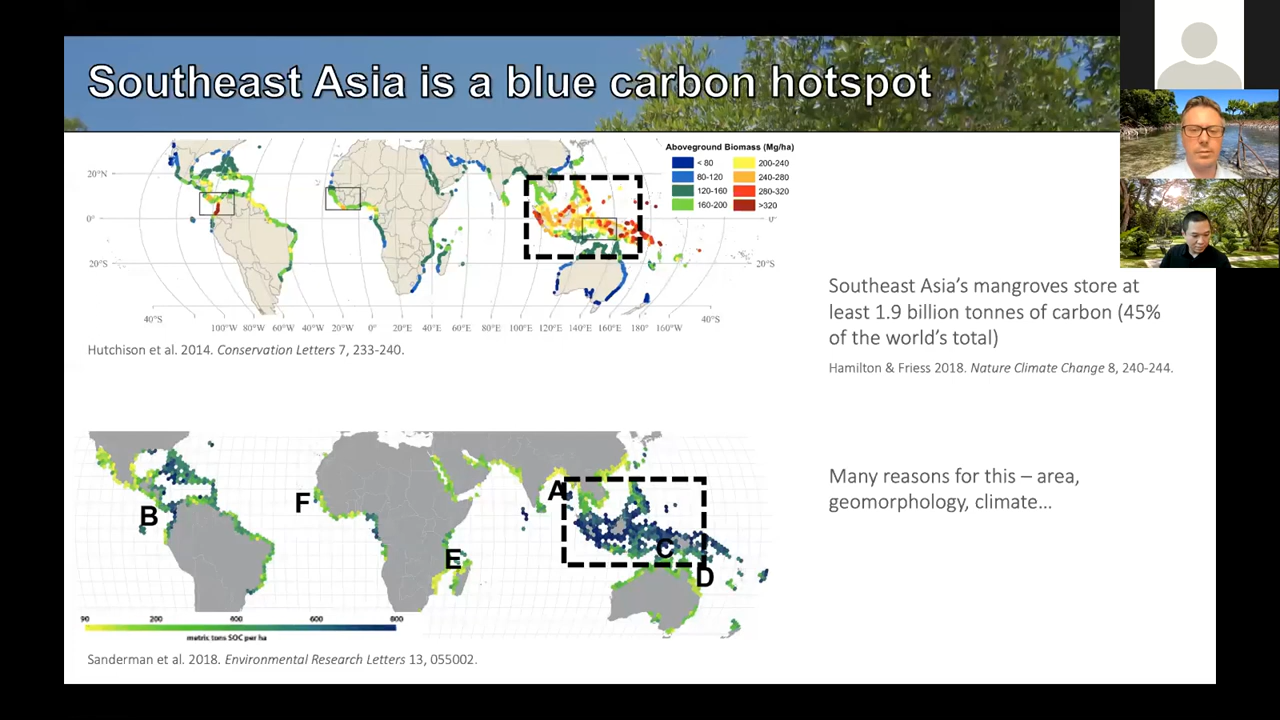 Southeast Asia is a blue carbon hotspot
Aboveground Biomass (Mg/ha)
< 80
200-240
80-120
240-280
120-160
280-320
160-200
>320
20°N
0°
0°
20°S
20°S
40°S
100°W 80°W 60°W 40°W 20°W 0° 20°E 40°E 60°E 80°E 100°E 120°E 140°E 160°E 180° 160°W
40°S
Hutchison et al. 2014. Conservation Letters 7, 233-240.
Southeast Asia's mangroves store at
least 1.9 billion tonnes of carbon (45%
of the world's total)
Hamilton & Friess 2018. Nature Climate Change 8, 240-244.
Many reasons for this – area,
geomorphology, climate…
A
F
B
C
E
D
90 200 400 600 800
metric tons SOC per ha
Sanderman et al. 2018. Environmental Research Letters 13, 055002.